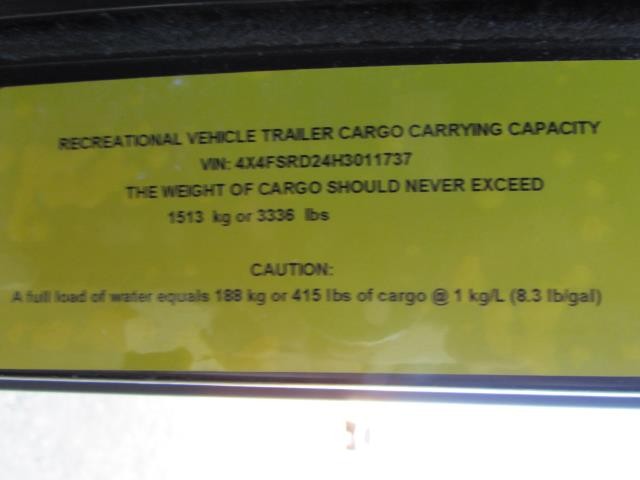 RECREATIONAL VEHICLE TRAILER CARGO CARRYING CAPACITY
VIN: 4X4FSRD24H3011737
THE WEIGHT OF CARGO SHOULD NEVER EXCEED
1513 kg or 3336 lbs
CAUTION:
A full load of water equals 188 kg or 415 lbs of cargo @ 1 kg/L (8.3 lb/gal)